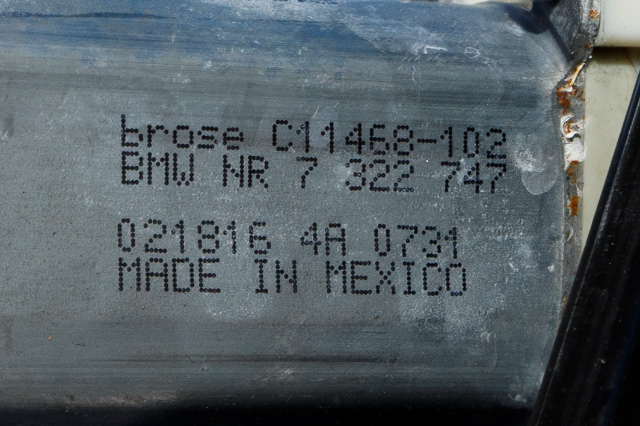 brose C11468-102
BMW NR 7 322 747
021816 4A 0731
MADE IN MEXICO